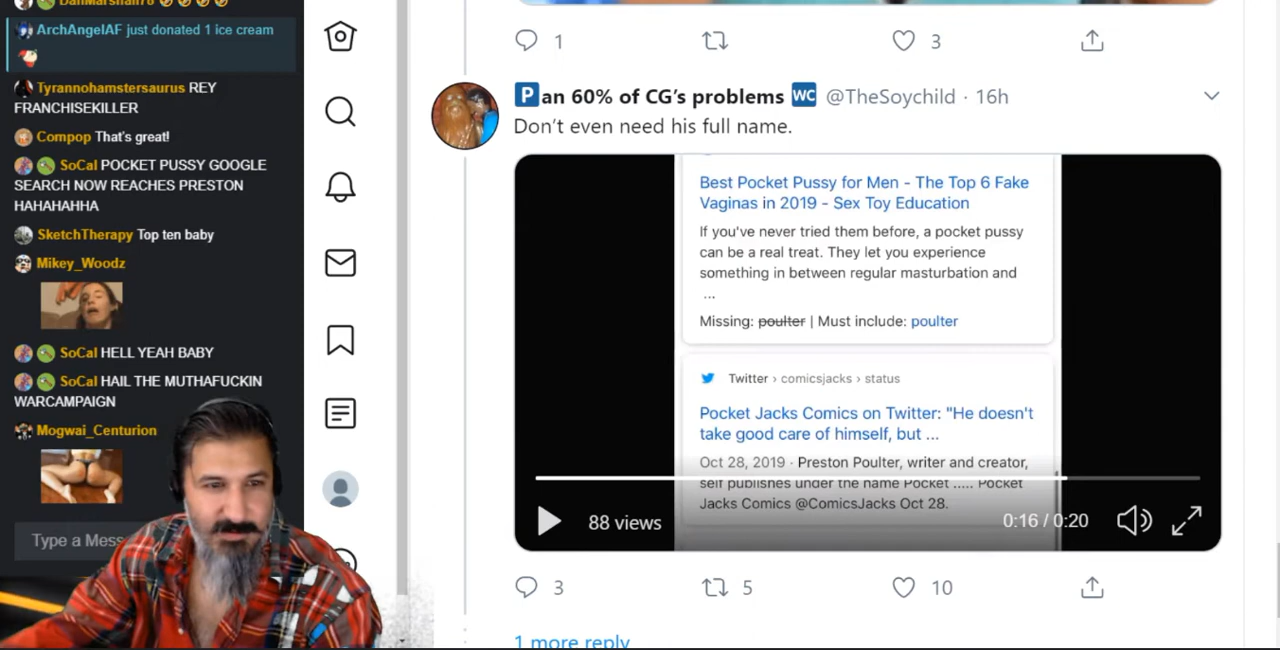 DanMarshall78
ArchAngelAF just donated 1 ice cream
Tyrannohamstersaurus REY
FRANCHISEKILLER
Compop That's great!
SoCal POCKET PUSSY GOOGLE
SEARCH NOW REACHES PRESTON
HAHAHAHHA
SketchTherapy Top ten baby
Mikey_Woodz
SoCal HELL YEAH BABY
SoCal HAIL THE MUTHAFUCKIN
WARCAMPAIGN
Mogwai_Centurion
Type a Mess
1
3
🅿an 60% of CG's problems 🚾 @TheSoychild · 16h
Don't even need his full name.
Best Pocket Pussy for Men - The Top 6 Fake
Vaginas in 2019 - Sex Toy Education
If you've never tried them before, a pocket pussy
can be a real treat. They let you experience
something in between regular masturbation and
...
Missing: poulter | Must include: poulter
Twitter › comicsjacks › status
Pocket Jacks Comics on Twitter: "He doesn't
take good care of himself, but ...
Oct 28, 2019 · Preston Poulter, writer and creator,
self publishes under the name Pocket ..... Pocket
Jacks Comics @ComicsJacks Oct 28.
88 views
0:16 / 0:20
3
5
10
1 more reply